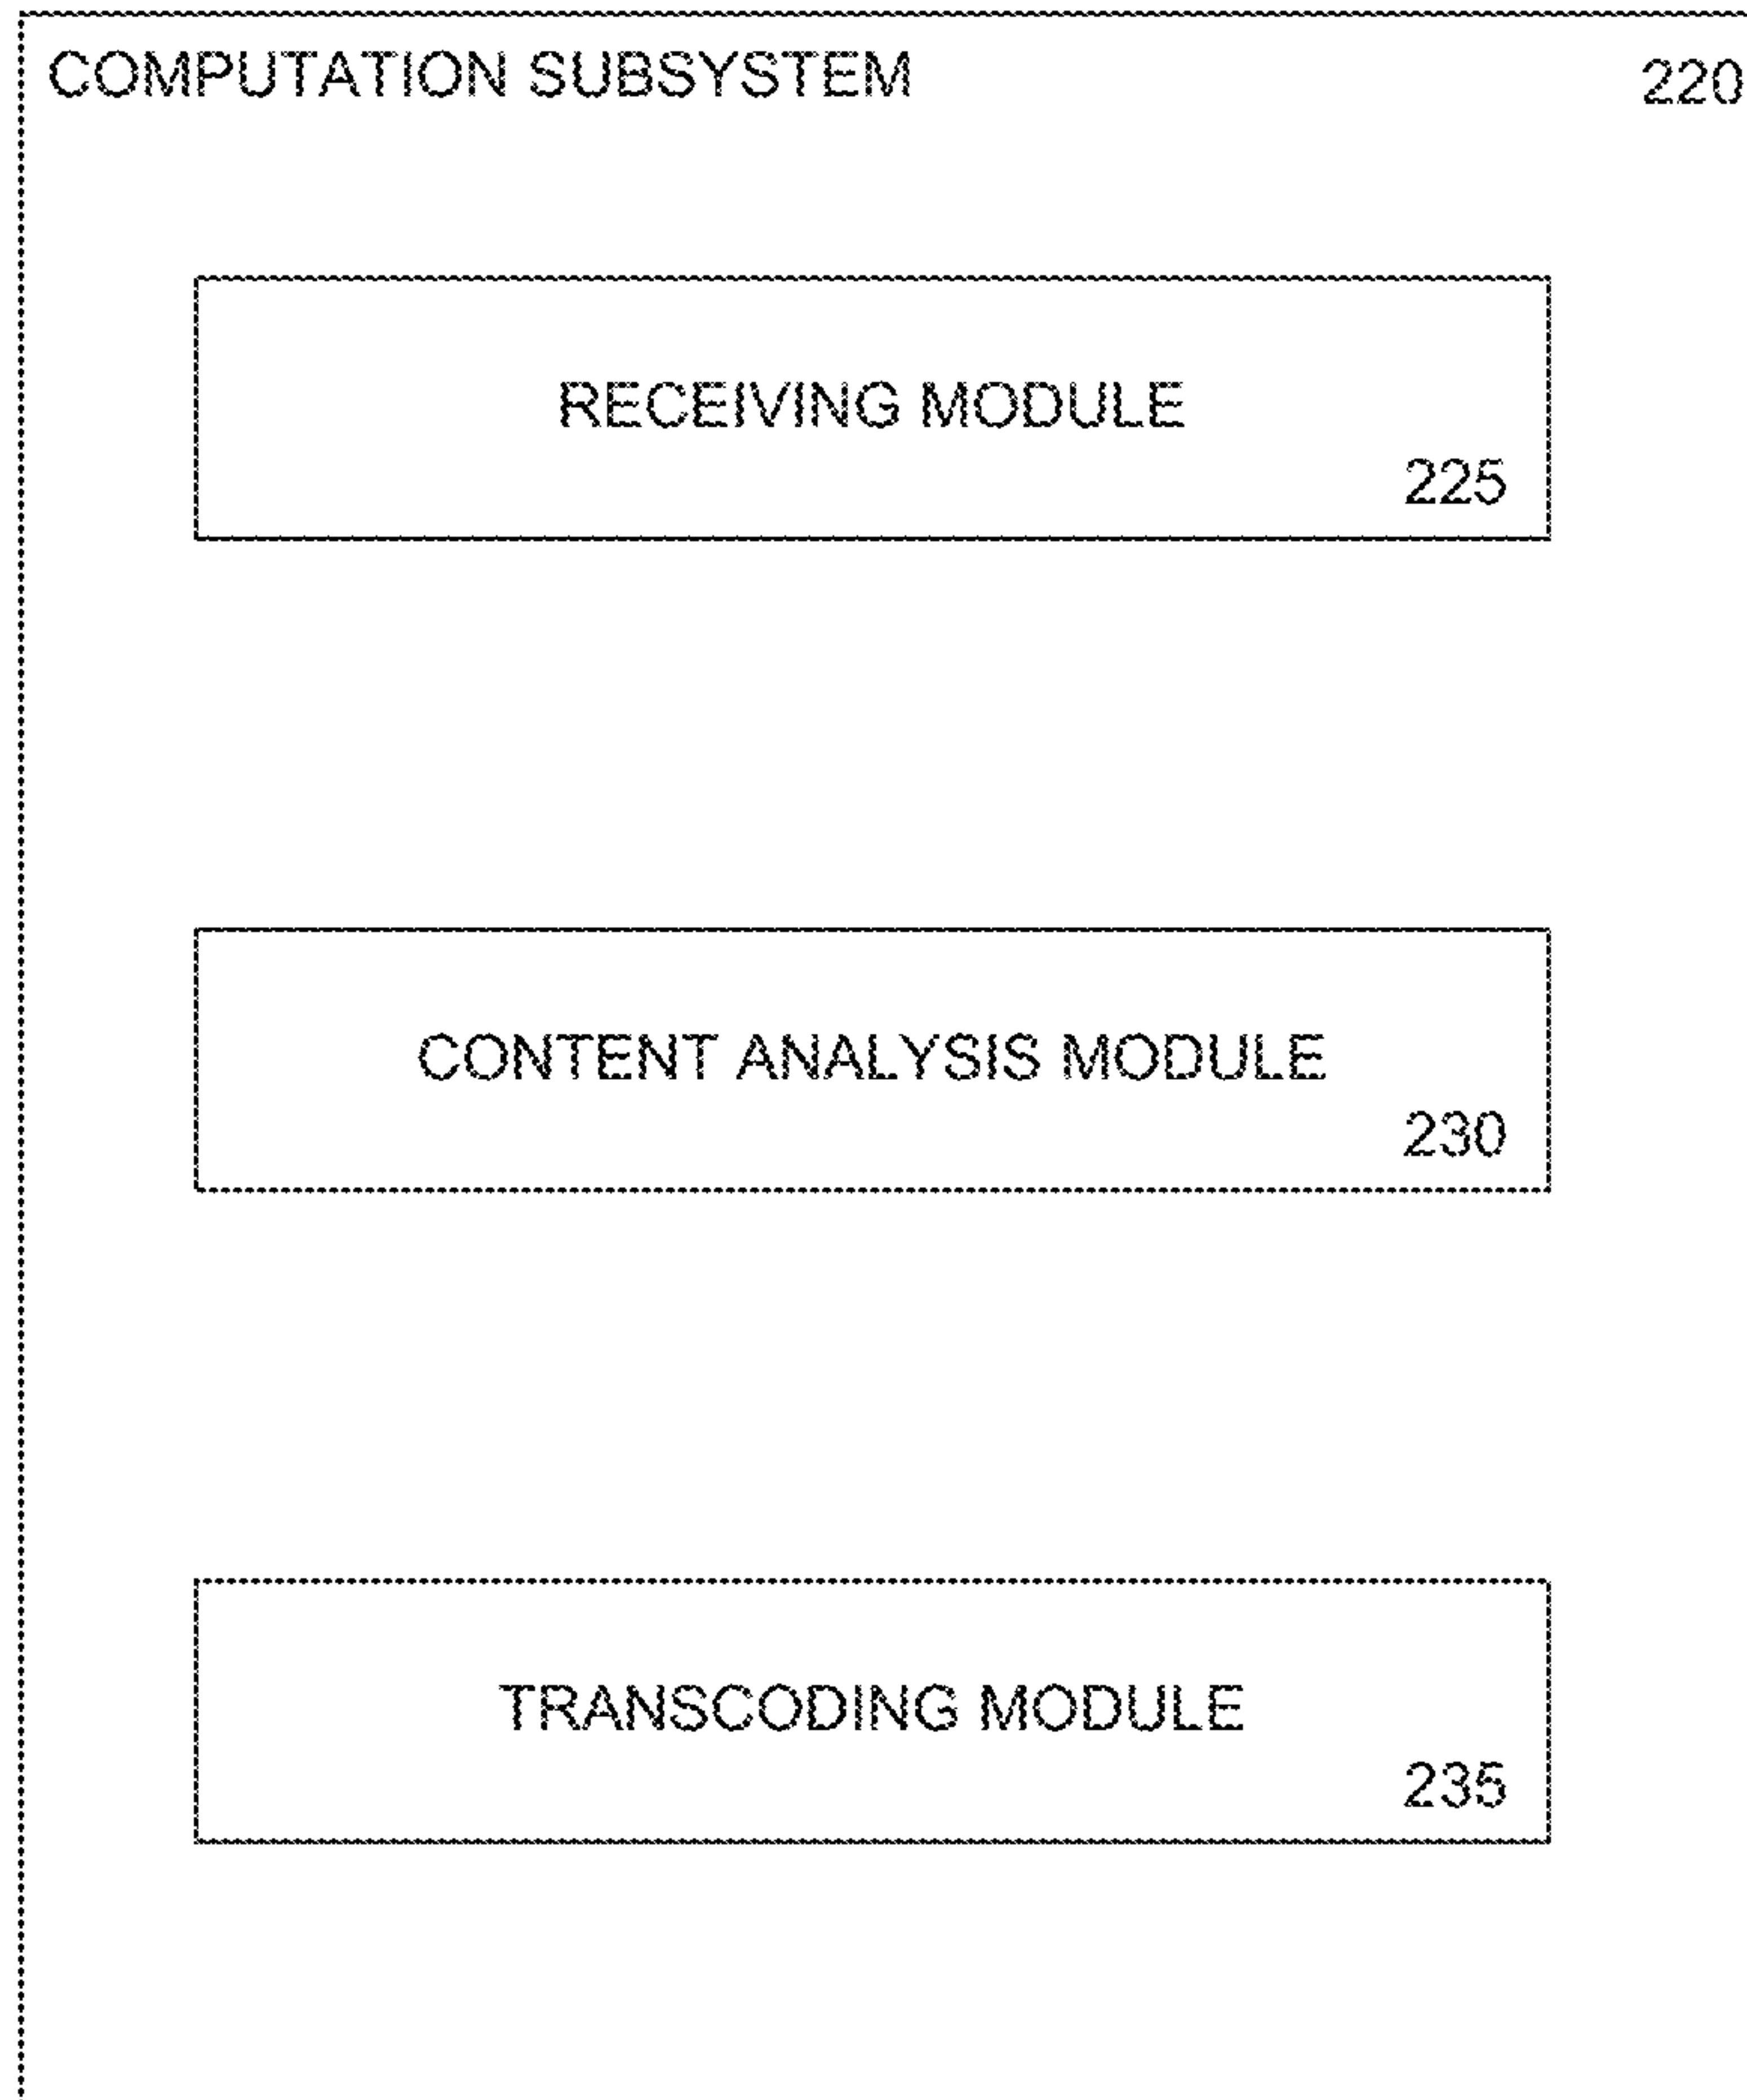 COMPUTATION SUBSYSTEM 220
RECEIVING MODULE
225
CONTENT ANALYSIS MODULE
230
TRANSCODING MODULE
235